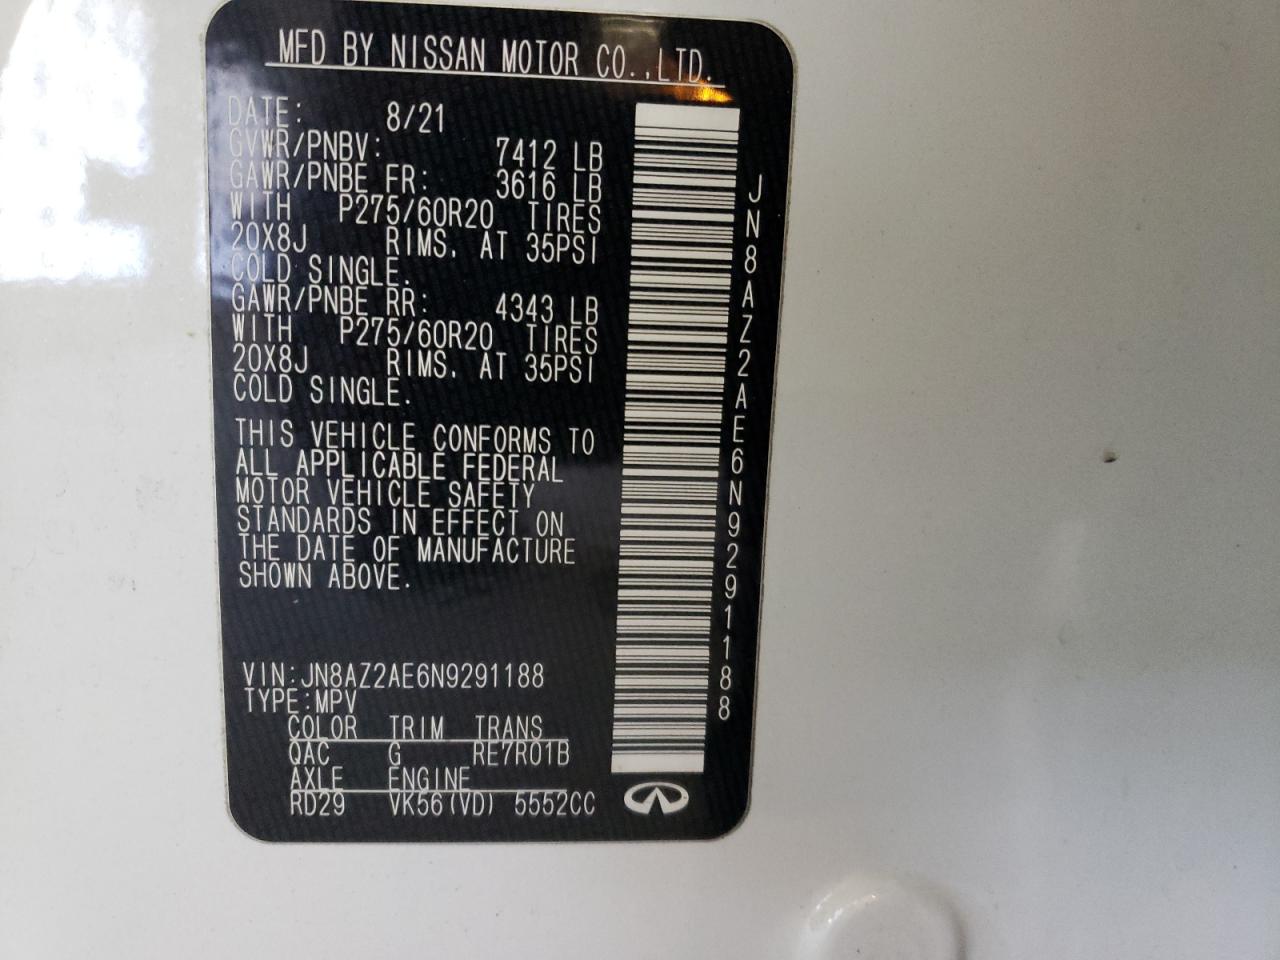 MFD BY NISSAN MOTOR CO.,LTD.
DATE: 8/21
GVWR/PNBV: 7412 LB
GAWR/PNBE FR: 3616 LB
WITH P275/60R20 TIRES
20X8J RIMS, AT 35PSI
COLD SINGLE.
GAWR/PNBE RR: 4343 LB
WITH P275/60R20 TIRES
20X8J RIMS, AT 35PSI
COLD SINGLE.
THIS VEHICLE CONFORMS TO
ALL APPLICABLE FEDERAL
MOTOR VEHICLE SAFETY
STANDARDS IN EFFECT ON
THE DATE OF MANUFACTURE
SHOWN ABOVE.
VIN:JN8AZ2AE6N9291188
TYPE:MPV
COLOR TRIM TRANS
QAC G RE7R01B
AXLE ENGINE
RD29 VK56(VD) 5552CC
JN8AZ2AE6N9291188